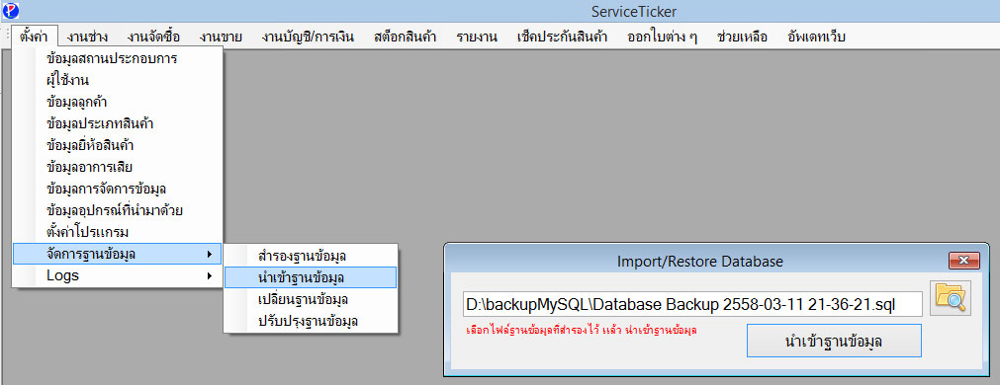 ServiceTicker
ตั้งค่า งานช่าง งานจัดซื้อ งานขาย งานบัญชี/การเงิน สต็อกสินค้า รายงาน เช็คประกันสินค้า ออกใบต่าง ๆ ช่วยเหลือ อัพเดทเว็บ
ข้อมูลสถานประกอบการ
ผู้ใช้งาน
ข้อมูลลูกค้า
ข้อมูลประเภทสินค้า
ข้อมูลยี่ห้อสินค้า
ข้อมูลอาการเสีย
ข้อมูลการจัดการข้อมูล
ข้อมูลอุปกรณ์ที่นำมาด้วย
ตั้งค่าโปรแกรม
จัดการฐานข้อมูล
Logs
สำรองฐานข้อมูล
นำเข้าฐานข้อมูล
เปลี่ยนฐานข้อมูล
ปรับปรุงฐานข้อมูล
Import/Restore Database
D:\backupMySQL\Database Backup 2558-03-11 21-36-21.sql
เลือกไฟล์ฐานข้อมูลที่สำรองไว้ แล้ว นำเข้าฐานข้อมูล
นำเข้าฐานข้อมูล